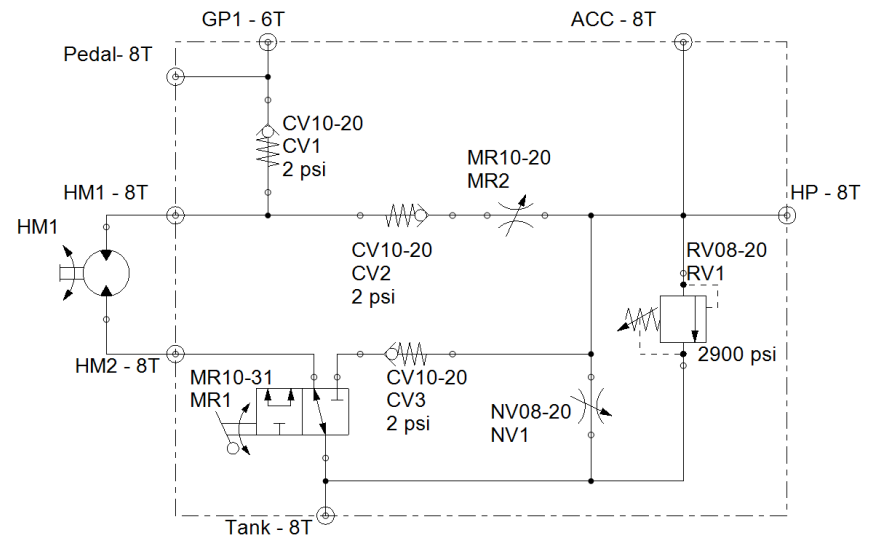 GP1 - 6T
ACC - 8T
Pedal- 8T
CV10-20
CV1
2 psi
MR10-20
MR2
HM1 - 8T
HP - 8T
HM1
CV10-20
CV2
2 psi
RV08-20
RV1
2900 psi
HM2 - 8T
MR10-31
MR1
CV10-20
CV3
2 psi
NV08-20
NV1
Tank - 8T